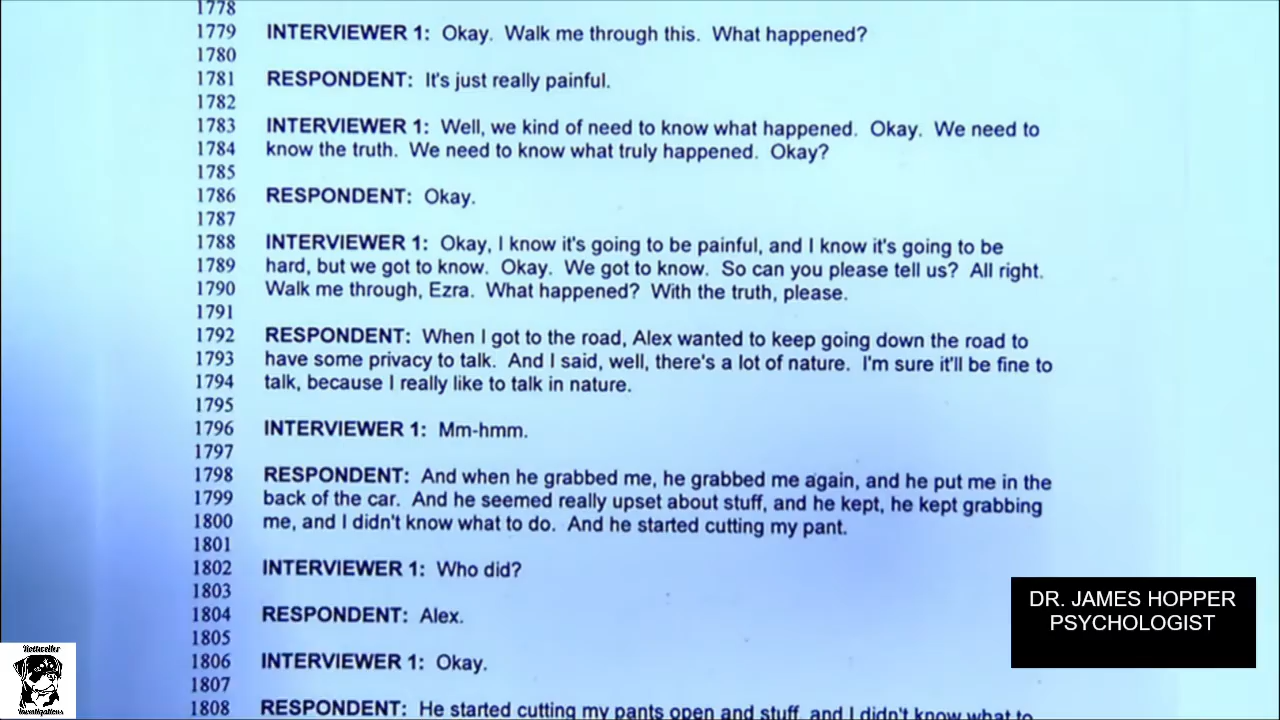 1778
1779 INTERVIEWER 1: Okay. Walk me through this. What happened?
1780
1781 RESPONDENT: It's just really painful.
1782
1783 INTERVIEWER 1: Well, we kind of need to know what happened. Okay. We need to
1784 know the truth. We need to know what truly happened. Okay?
1785
1786 RESPONDENT: Okay.
1787
1788 INTERVIEWER 1: Okay, I know it's going to be painful, and I know it's going to be
1789 hard, but we got to know. Okay. We got to know. So can you please tell us? All right.
1790 Walk me through, Ezra. What happened? With the truth, please.
1791
1792 RESPONDENT: When I got to the road, Alex wanted to keep going down the road to
1793 have some privacy to talk. And I said, well, there's a lot of nature. I'm sure it'll be fine to
1794 talk, because I really like to talk in nature.
1795
1796 INTERVIEWER 1: Mm-hmm.
1797
1798 RESPONDENT: And when he grabbed me, he grabbed me again, and he put me in the
1799 back of the car. And he seemed really upset about stuff, and he kept, he kept grabbing
1800 me, and I didn't know what to do. And he started cutting my pant.
1801
1802 INTERVIEWER 1: Who did?
1803
1804 RESPONDENT: Alex.
1805
1806 INTERVIEWER 1: Okay.
1807
1808 RESPONDENT: He started cutting my pants open and stuff, and I didn't know what to
DR. JAMES HOPPER
PSYCHOLOGIST
Rottweiler
Investigations